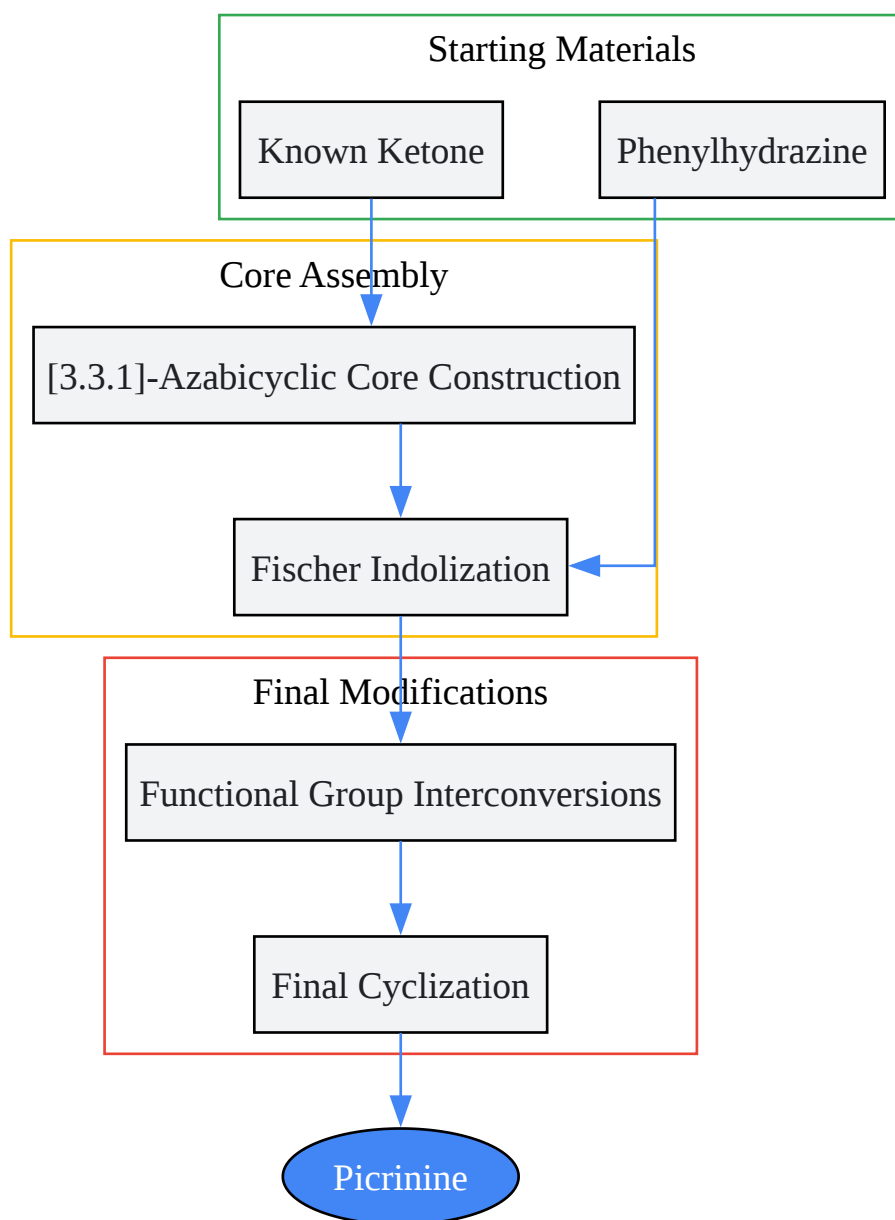 Starting Materials
Known Ketone
Phenylhydrazine
Core Assembly
[3.3.1]-Azabicyclic Core Construction
Fischer Indolization
Final Modifications
Functional Group Interconversions
Final Cyclization
Picrinine